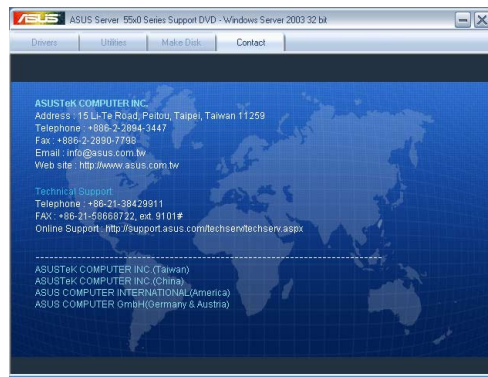 ASUS ASUS Server 55x0 Series Support DVD - Windows Server 2003 32 bit
Drivers Utilities Make Disk Contact
ASUSTeK COMPUTER INC.
Address : 15 Li-Te Road, Peitou, Taipei, Taiwan 11259
Telephone : +886-2-2894-3447
Fax : +886-2-2890-7798
Email : info@asus.com.tw
Web site : http://www.asus.com.tw
Technical Support
Telephone : +86-21-38429911
FAX : +86-21-58668722, ext. 9101#
Online Support : http://support.asus.com/techserv/techserv.aspx
ASUSTeK COMPUTER INC.(Taiwan)
ASUSTeK COMPUTER INC.(China)
ASUS COMPUTER INTERNATIONAL(America)
ASUS COMPUTER GmbH(Germany & Austria)